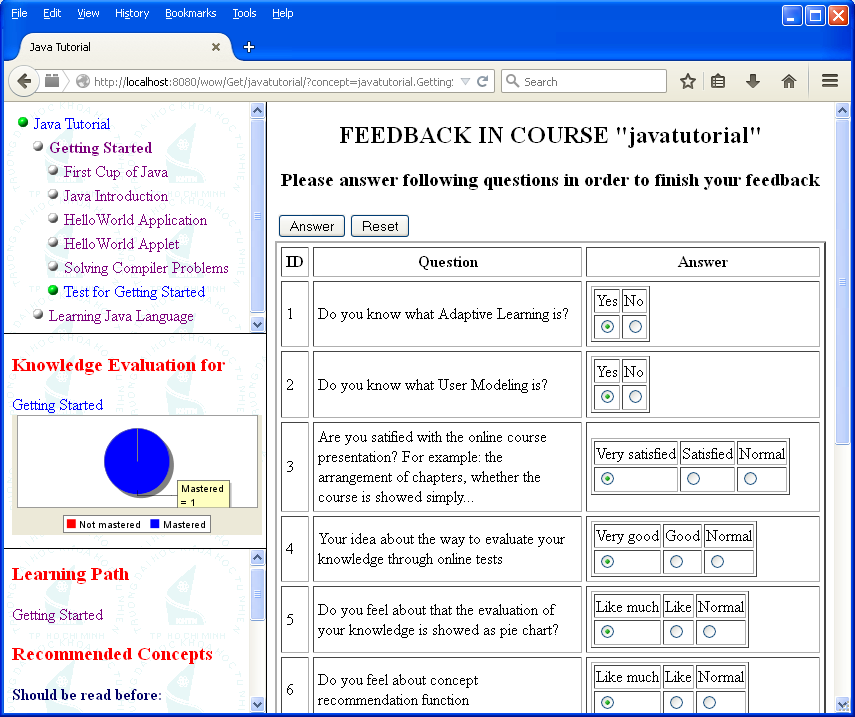 File Edit View History Bookmarks Tools Help
Java Tutorial
http://localhost:8080/wow/Get/javatutorial/?concept=javatutorial.Getting
Search
Java Tutorial
Getting Started
First Cup of Java
Java Introduction
HelloWorld Application
HelloWorld Applet
Solving Compiler Problems
Test for Getting Started
Learning Java Language
Knowledge Evaluation for
Getting Started
Mastered
= 1
Not mastered Mastered
Learning Path
Getting Started
Recommended Concepts
Should be read before:
FEEDBACK IN COURSE "javatutorial"
Please answer following questions in order to finish your feedback
Answer Reset
ID Question Answer
1 Do you know what Adaptive Learning is? Yes No
2 Do you know what User Modeling is? Yes No
3 Are you satified with the online course
presentation? For example: the
arrangement of chapters, whether the
course is showed simply...
Very satisfied Satisfied Normal
4 Your idea about the way to evaluate your
knowledge through online tests
Very good Good Normal
5 Do you feel about that the evaluation of
your knowledge is showed as pie chart?
Like much Like Normal
6 Do you feel about concept
recommendation function
Like much Like Normal